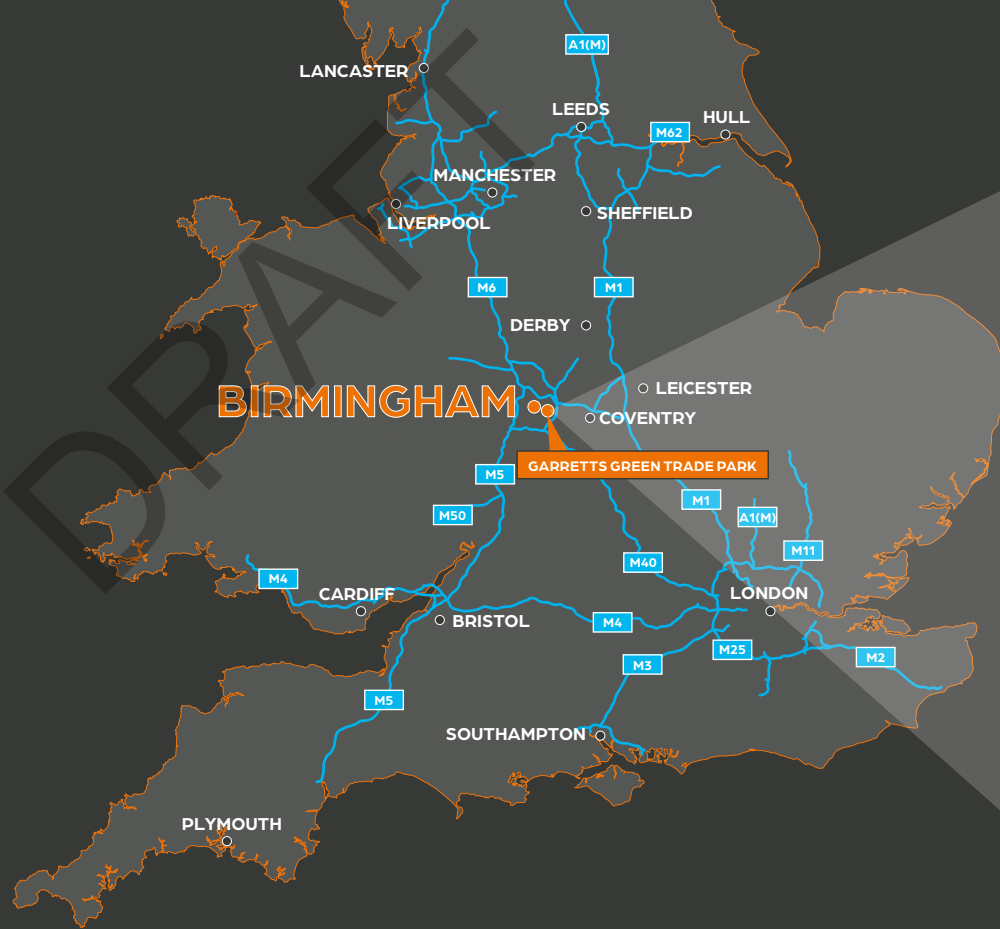 A1(M)
LANCASTER
LEEDS
HULL
M62
MANCHESTER
SHEFFIELD
LIVERPOOL
M6
M1
DERBY
LEICESTER
BIRMINGHAM
COVENTRY
GARRETTS GREEN TRADE PARK
M5
M1
M50
A1(M)
M11
M40
M4
CARDIFF
LONDON
BRISTOL
M4
M25
M2
M3
M5
SOUTHAMPTON
PLYMOUTH
DRAFT